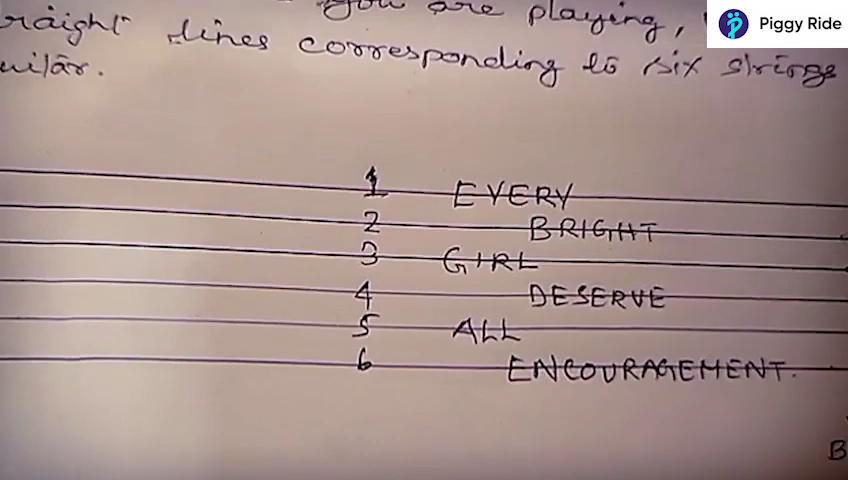 you are playing,
Piggy Ride
raight lines corresponding to six strings
uitar.
1 EVERY
2 BRIGHT
3 GIRL
4 DESERVE
5 ALL
6 ENCOURAGEMENT.
B